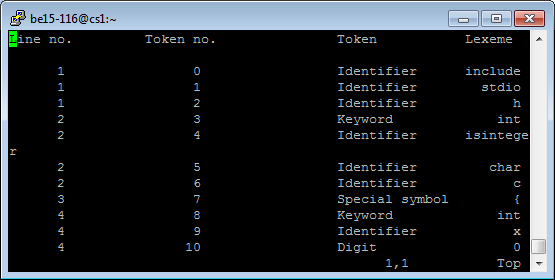 be15-116@cs1:~
Line no. Token no. Token Lexeme
1 0 Identifier include
1 1 Identifier stdio
1 2 Identifier h
2 3 Keyword int
2 4 Identifier isintege
r
2 5 Identifier char
2 6 Identifier c
3 7 Special symbol {
4 8 Keyword int
4 9 Identifier x
4 10 Digit 0
1,1 Top